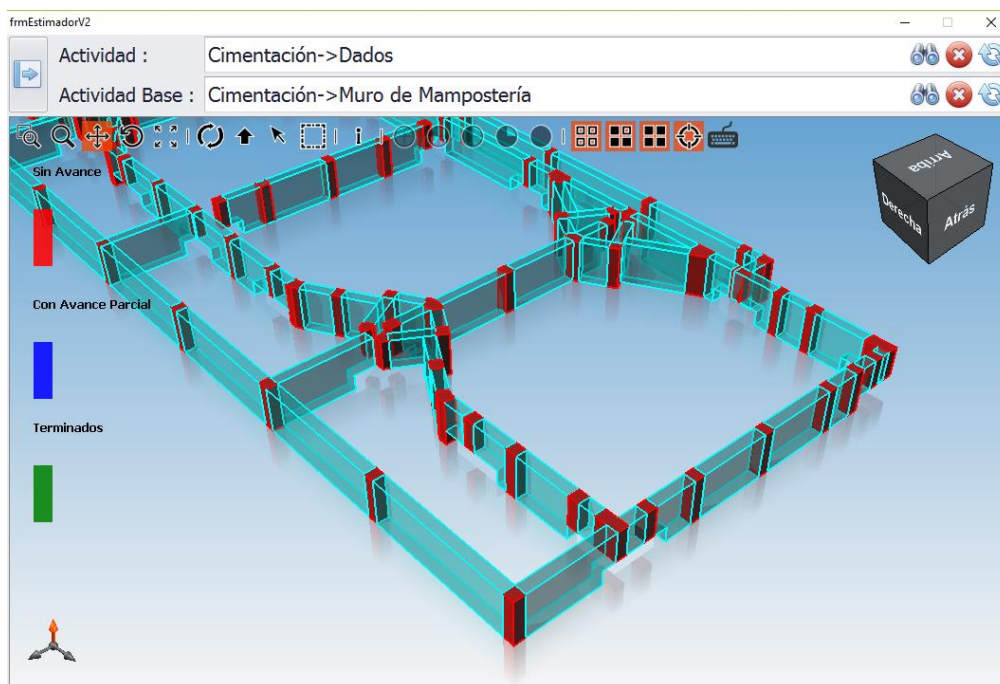 frmEstimadorV2
Actividad : Cimentación->Dados
Actividad Base : Cimentación->Muro de Mampostería
Sin Avance
Con Avance Parcial
Terminados
Arriba
Derecha
Atrás